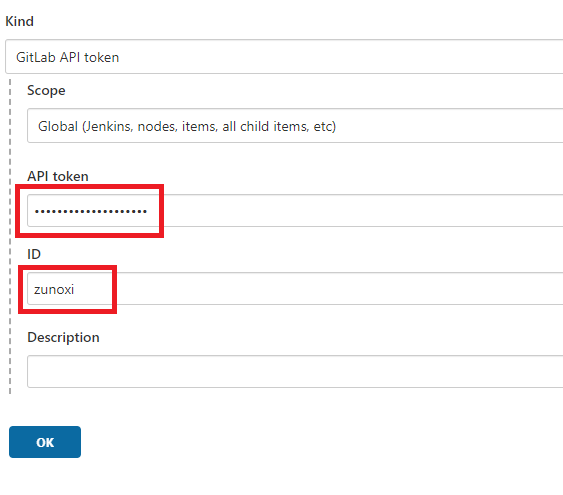 Kind
GitLab API token
Scope
Global (Jenkins, nodes, items, all child items, etc)
API token
••••••••••••••••••••
ID
zunoxi
Description
OK